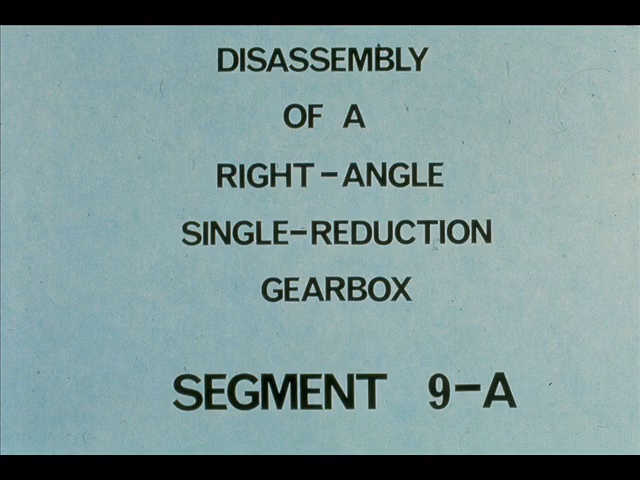 DISASSEMBLY
OF A
RIGHT-ANGLE
SINGLE-REDUCTION
GEARBOX
SEGMENT 9-A